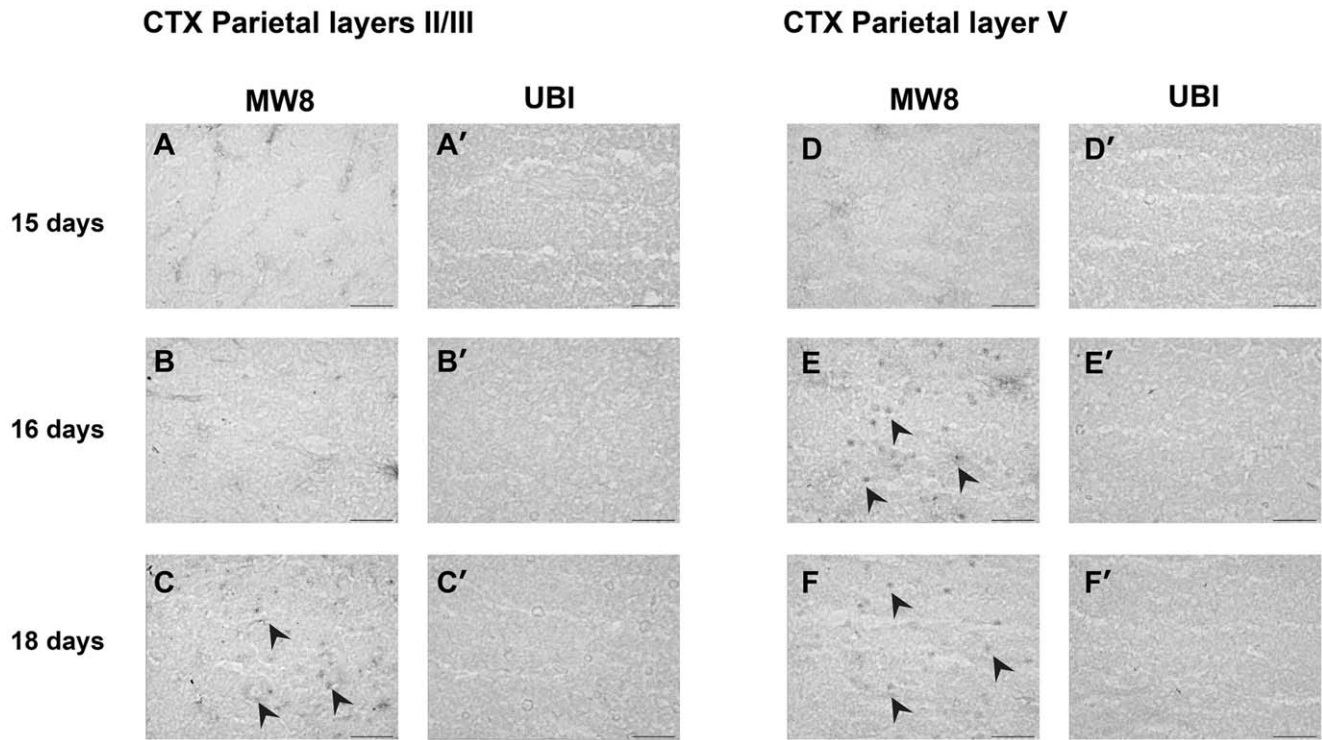 CTX Parietal layers II/III CTX Parietal layer V
MW8 UBI MW8 UBI
A A′ D D′
15 days
B B′ E E′
16 days
C C′ F F′
18 days